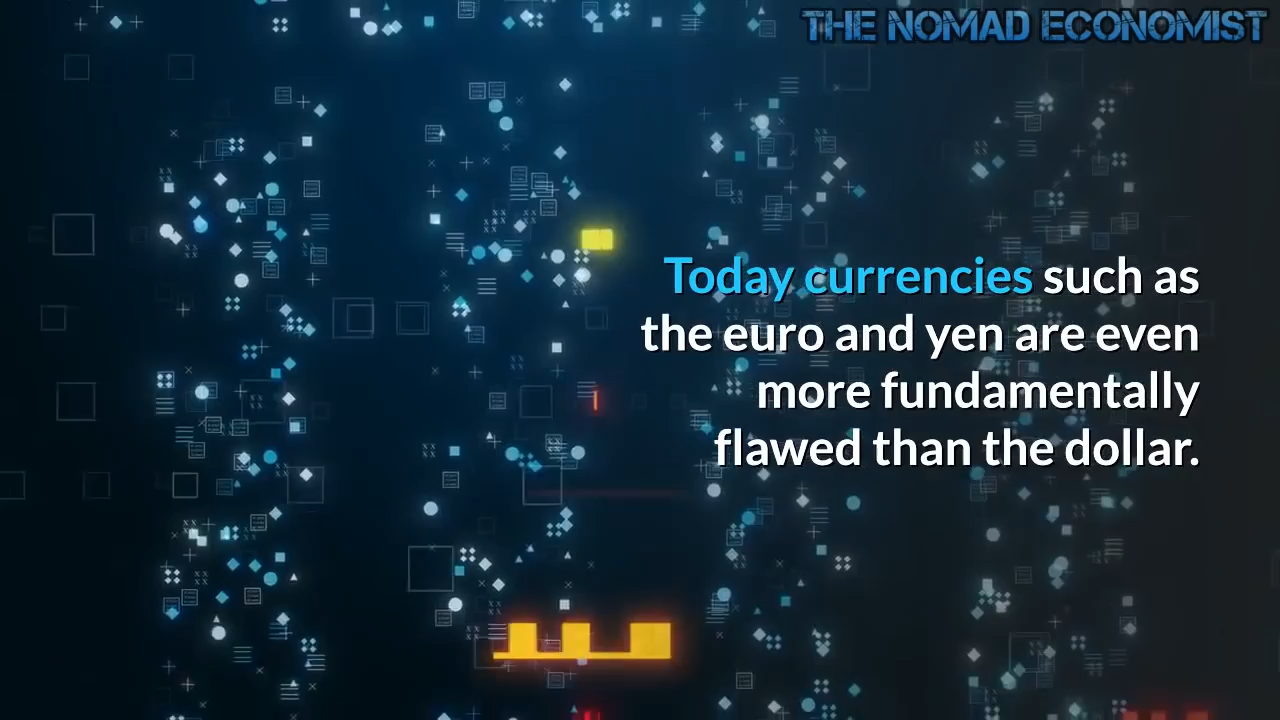 THE NOMAD ECONOMIST
Today currencies such as
the euro and yen are even
more fundamentally
flawed than the dollar.